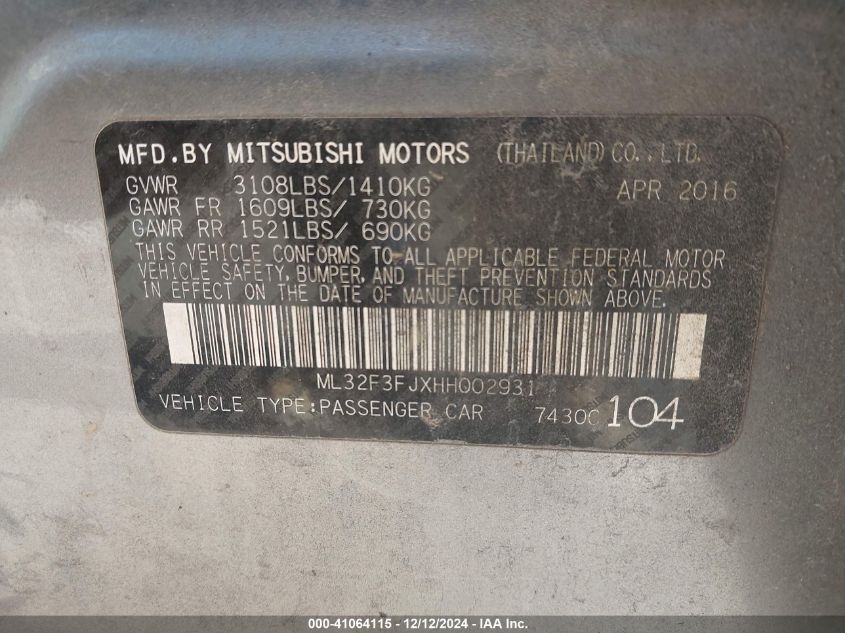 MFD.BY MITSUBISHI MOTORS (THAILAND) CO.,LTD.
GVWR 3108LBS/1410KG APR 2016
GAWR FR 1609LBS/ 730KG
GAWR RR 1521LBS/ 690KG
THIS VEHICLE CONFORMS TO ALL APPLICABLE FEDERAL MOTOR
VEHICLE SAFETY, BUMPER, AND THEFT PREVENTION STANDARDS
IN EFFECT ON THE DATE OF MANUFACTURE SHOWN ABOVE.
ML32F3FJXHH002931
VEHICLE TYPE:PASSENGER CAR 7430C 104
000-41064115 - 12/12/2024 - IAA Inc.